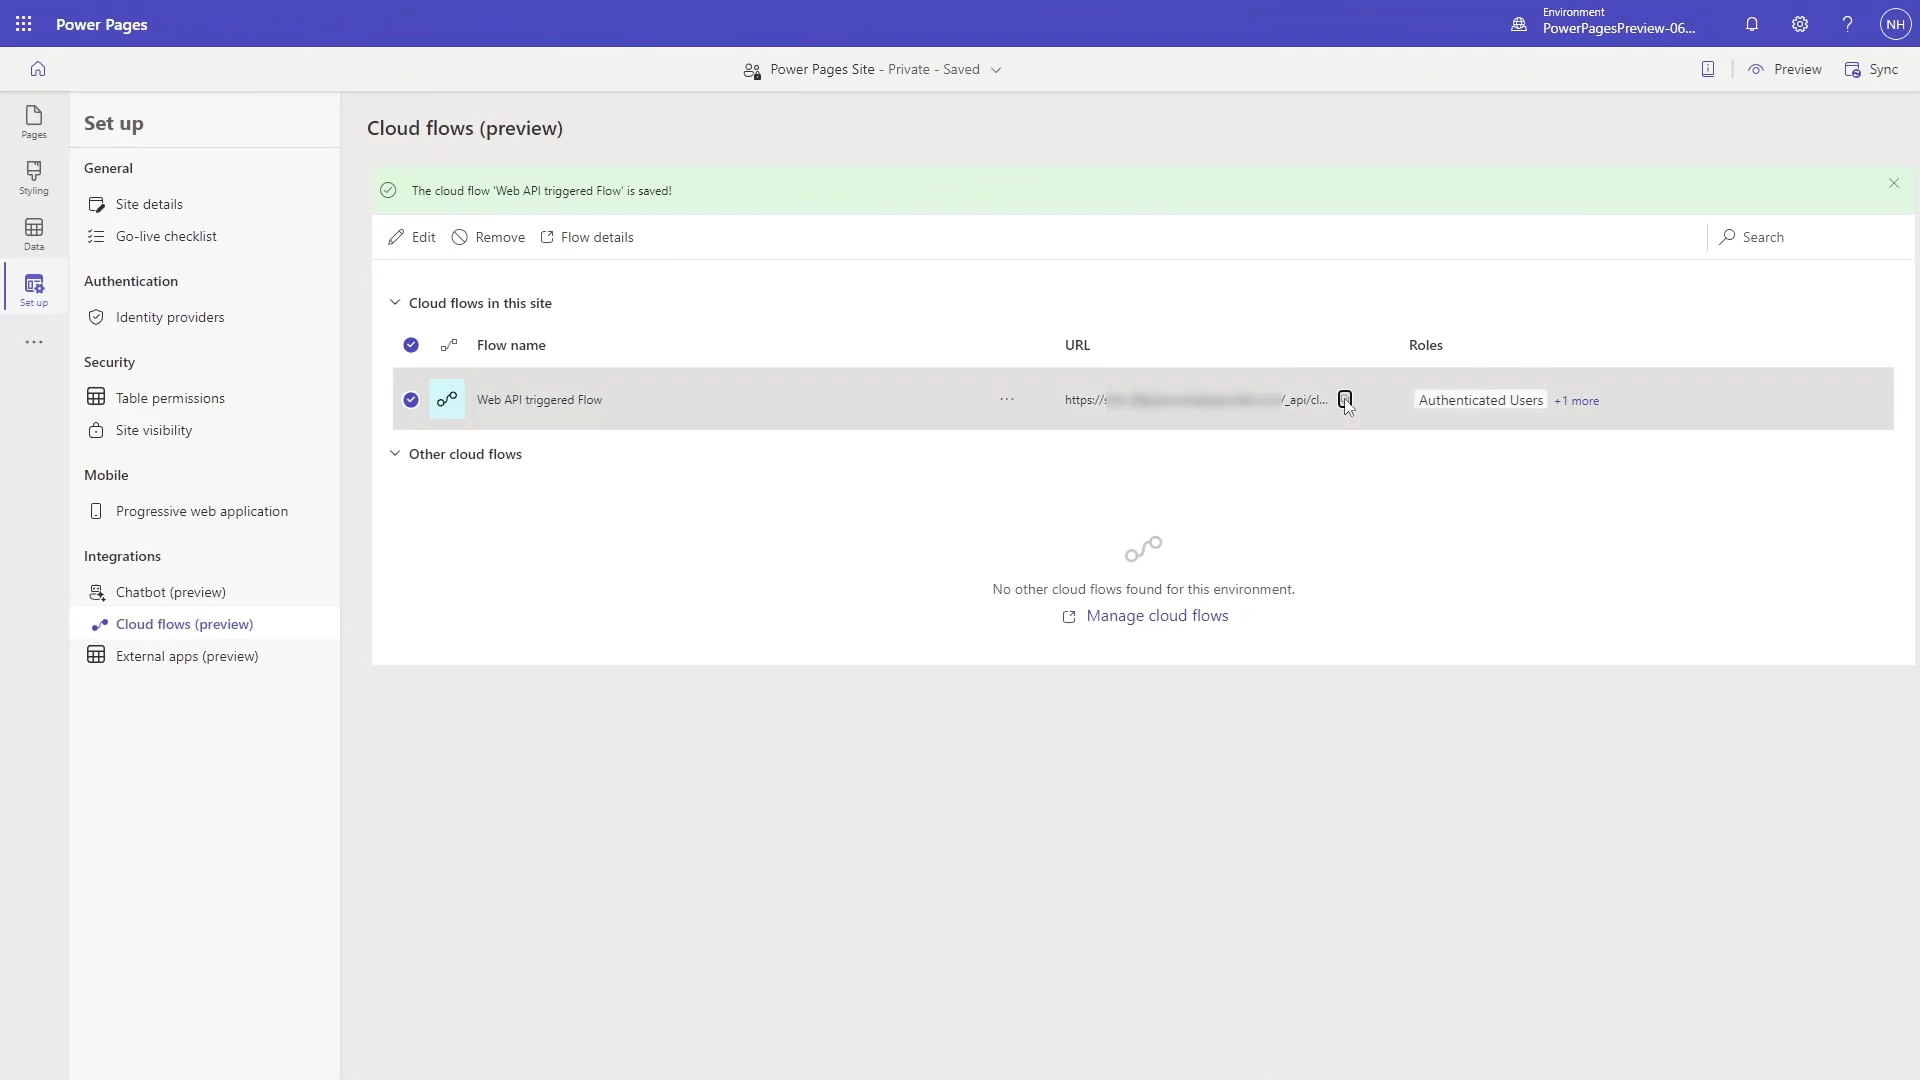 Power Pages
Environment
PowerPagesPreview-06...
NH
Power Pages Site - Private - Saved
Preview
Sync
Pages
Styling
Data
Set up
Set up
General
Site details
Go-live checklist
Authentication
Identity providers
Security
Table permissions
Site visibility
Mobile
Progressive web application
Integrations
Chatbot (preview)
Cloud flows (preview)
External apps (preview)
Cloud flows (preview)
The cloud flow 'Web API triggered Flow' is saved!
Edit
Remove
Flow details
Search
Cloud flows in this site
Flow name
URL
Roles
Web API triggered Flow
https:// /_api/cl...
Authenticated Users
+1 more
Other cloud flows
No other cloud flows found for this environment.
Manage cloud flows